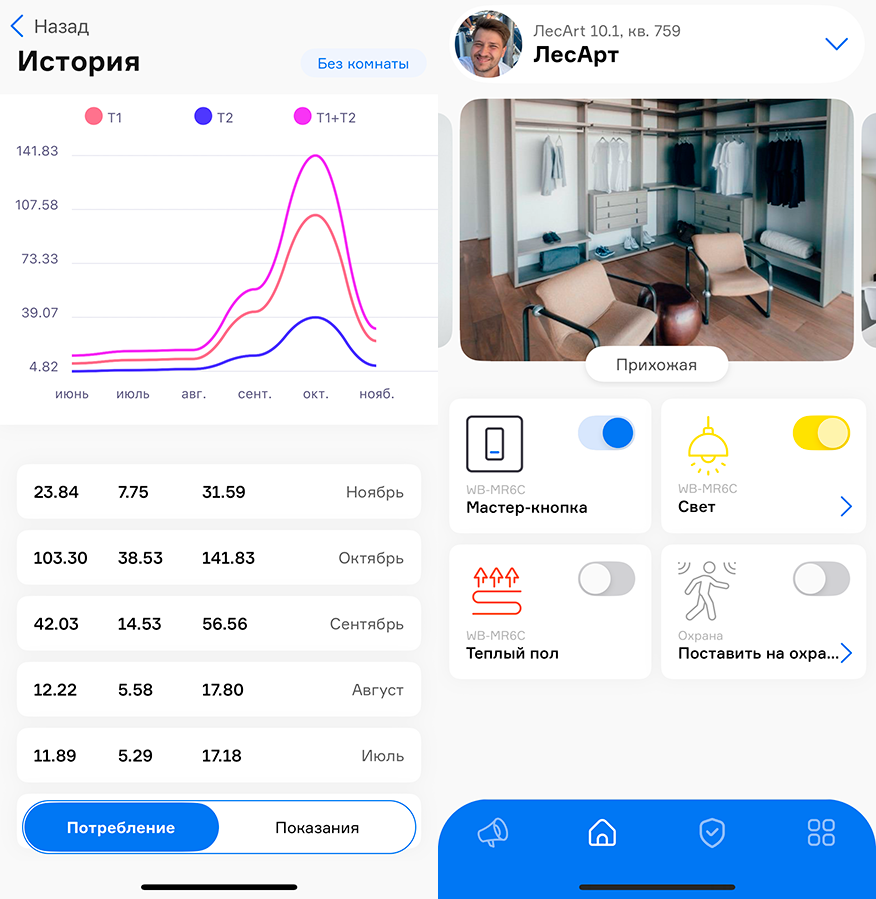 Назад
История
Без комнаты
T1
T2
T1+T2
141.83
107.58
73.33
39.07
4.82
июнь июль авг. сент. окт. нояб.
23.84 7.75 31.59 Ноябрь
103.30 38.53 141.83 Октябрь
42.03 14.53 56.56 Сентябрь
12.22 5.58 17.80 Август
11.89 5.29 17.18 Июль
Потребление
Показания
ЛесArt 10.1, кв. 759
ЛесАрт
Прихожая
WB-MR6C
Мастер-кнопка
WB-MR6C
Свет
WB-MR6C
Теплый пол
Охрана
Поставить на охра...